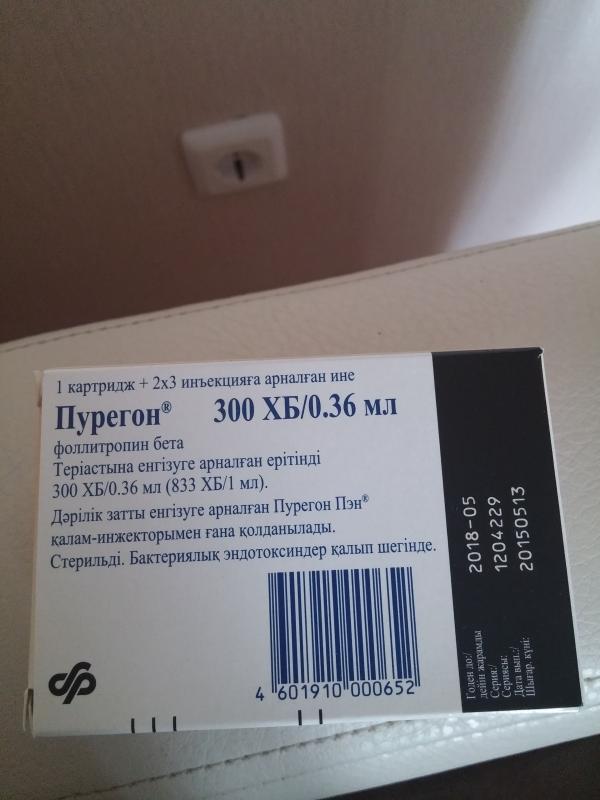 1 картридж + 2x3 инъекцияға арналған ине
Пурегон® 300 ХБ/0.36 мл
фоллитропин бета
Теріастына енгізуге арналған ерітінді
300 ХБ/0.36 мл (833 ХБ/1 мл).
Дәрілік затты енгізуге арналған Пурегон Пэн®
қалам-инжекторымен ғана қолданылады.
Стерильді. Бактериялық эндотоксиндер қалып шегінде.
4 601910 000652
Годен до:/
дейін жарамды
2018-05
Серия:/
Сериясы:
1204229
Дата вып.:/
Шығар. күні:
20150513